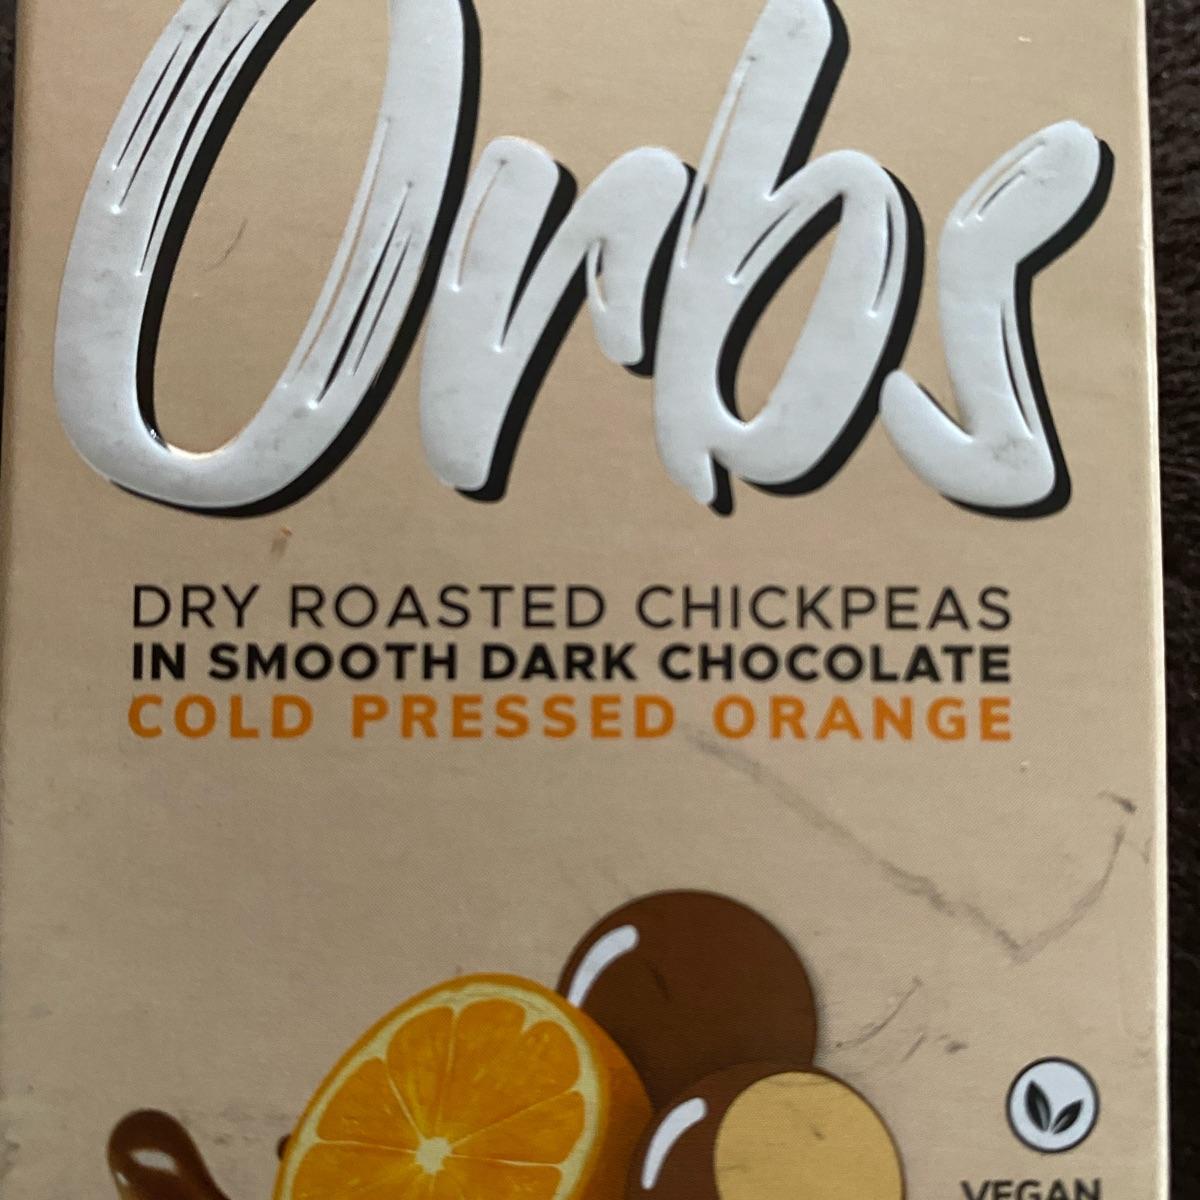 Orbs
DRY ROASTED CHICKPEAS
IN SMOOTH DARK CHOCOLATE
COLD PRESSED ORANGE
VEGAN